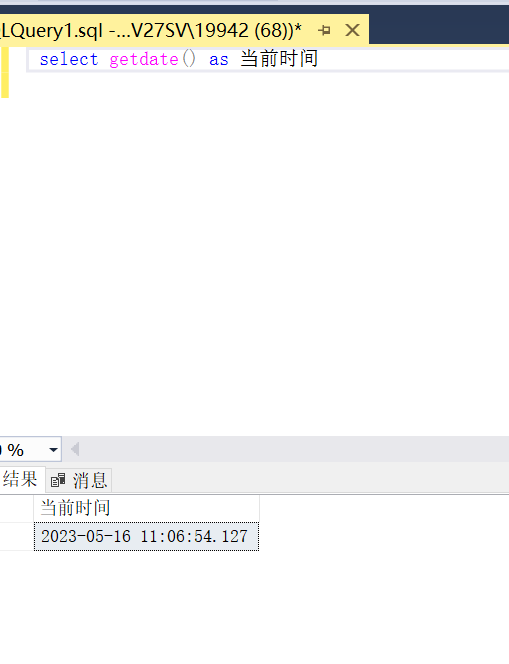 LQuery1.sql -...V27SV\19942 (68))*
select getdate() as 当前时间
0 %
结果 消息
当前时间
2023-05-16 11:06:54.127